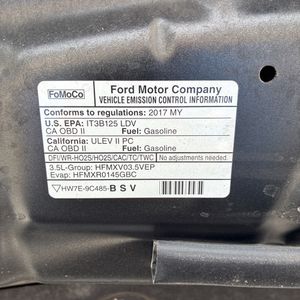 FoMoCo
Ford Motor Company
VEHICLE EMISSION CONTROL INFORMATION
Conforms to regulations: 2017 MY
U.S. EPA: IT3B125 LDV
CA OBD II Fuel: Gasoline
California: ULEV II PC
CA OBD II Fuel: Gasoline
DFI/WR-HO2S/HO2S/CAC/TC/TWC No adjustments needed.
3.5L-Group: HFMXV03.5VEP
Evap: HFMXR0145GBC
HW7E-9C485-B S V